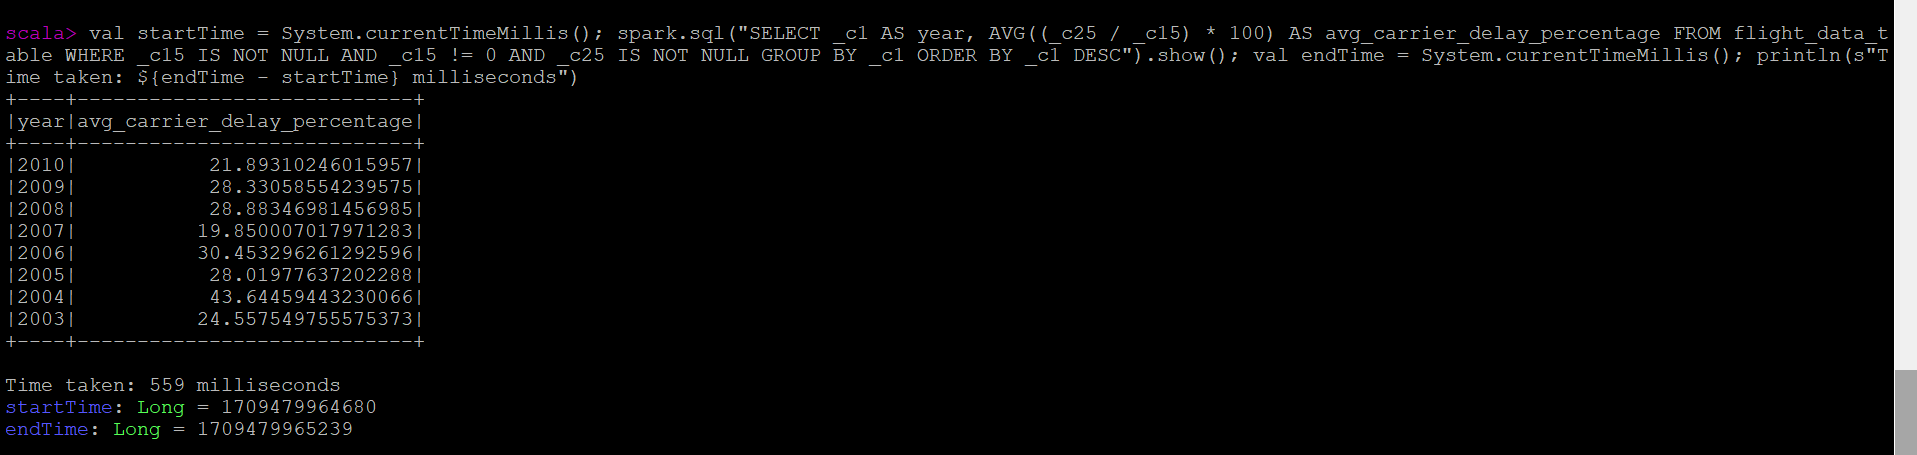 scala> val startTime = System.currentTimeMillis(); spark.sql("SELECT _c1 AS year, AVG((_c25 / _c15) * 100) AS avg_carrier_delay_percentage FROM flight_data_t
able WHERE _c15 IS NOT NULL AND _c15 != 0 AND _c25 IS NOT NULL GROUP BY _c1 ORDER BY _c1 DESC").show(); val endTime = System.currentTimeMillis(); println(s"T
ime taken: ${endTime - startTime} milliseconds")
+----+----------------------------+
|year|avg_carrier_delay_percentage|
+----+----------------------------+
|2010|           21.89310246015957|
|2009|           28.33058554239575|
|2008|           28.88346981456985|
|2007|          19.850007017971283|
|2006|          30.453296261292596|
|2005|           28.01977637202288|
|2004|           43.64459443230066|
|2003|          24.557549755575373|
+----+----------------------------+
Time taken: 559 milliseconds
startTime: Long = 1709479964680
endTime: Long = 1709479965239